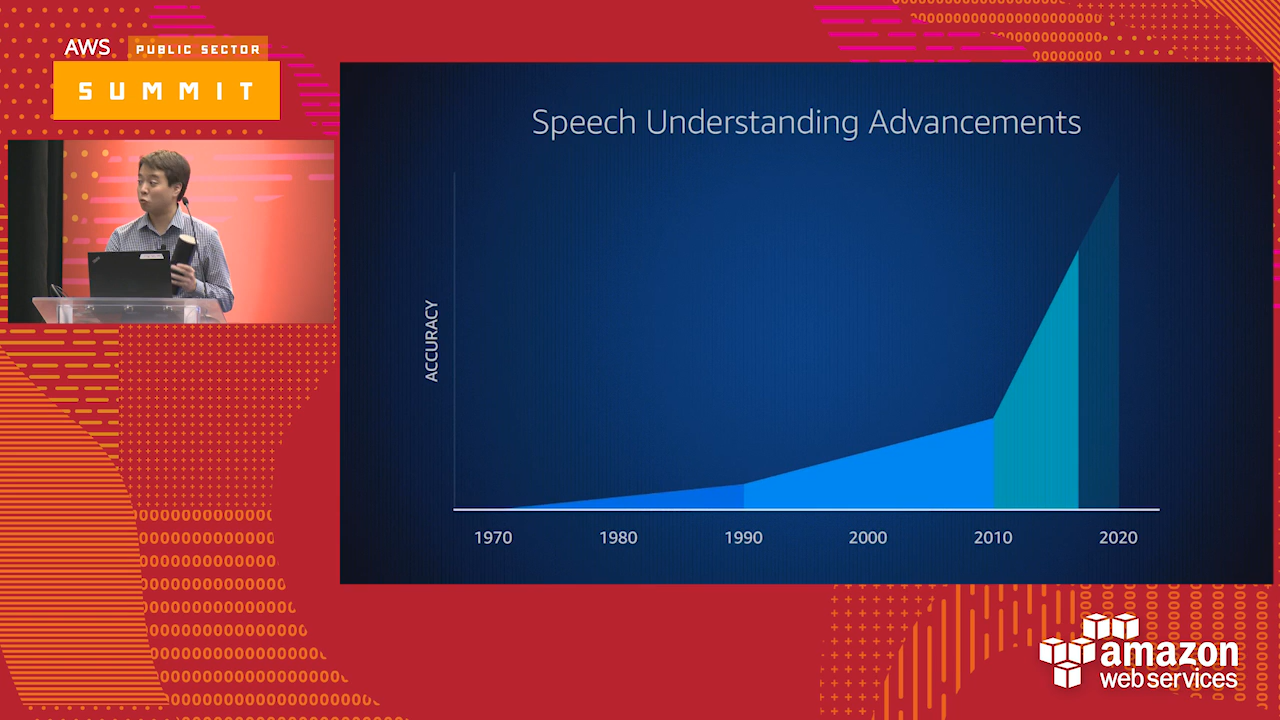 AWS PUBLIC SECTOR
SUMMIT
Speech Understanding Advancements
ACCURACY
1970 1980 1990 2000 2010 2020
amazon
web services